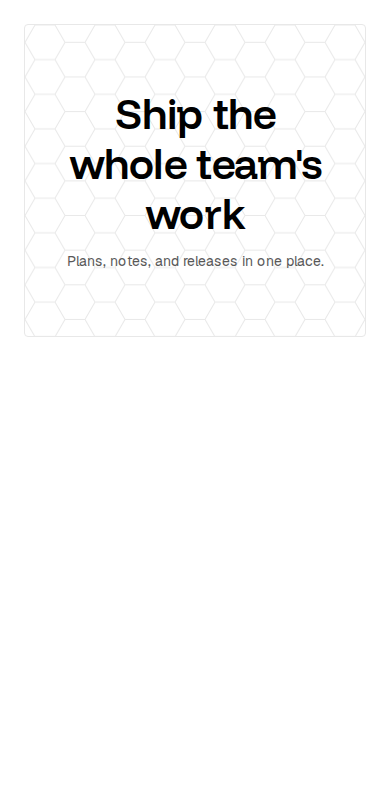 Ship the
whole team's
work
Plans, notes, and releases in one place.